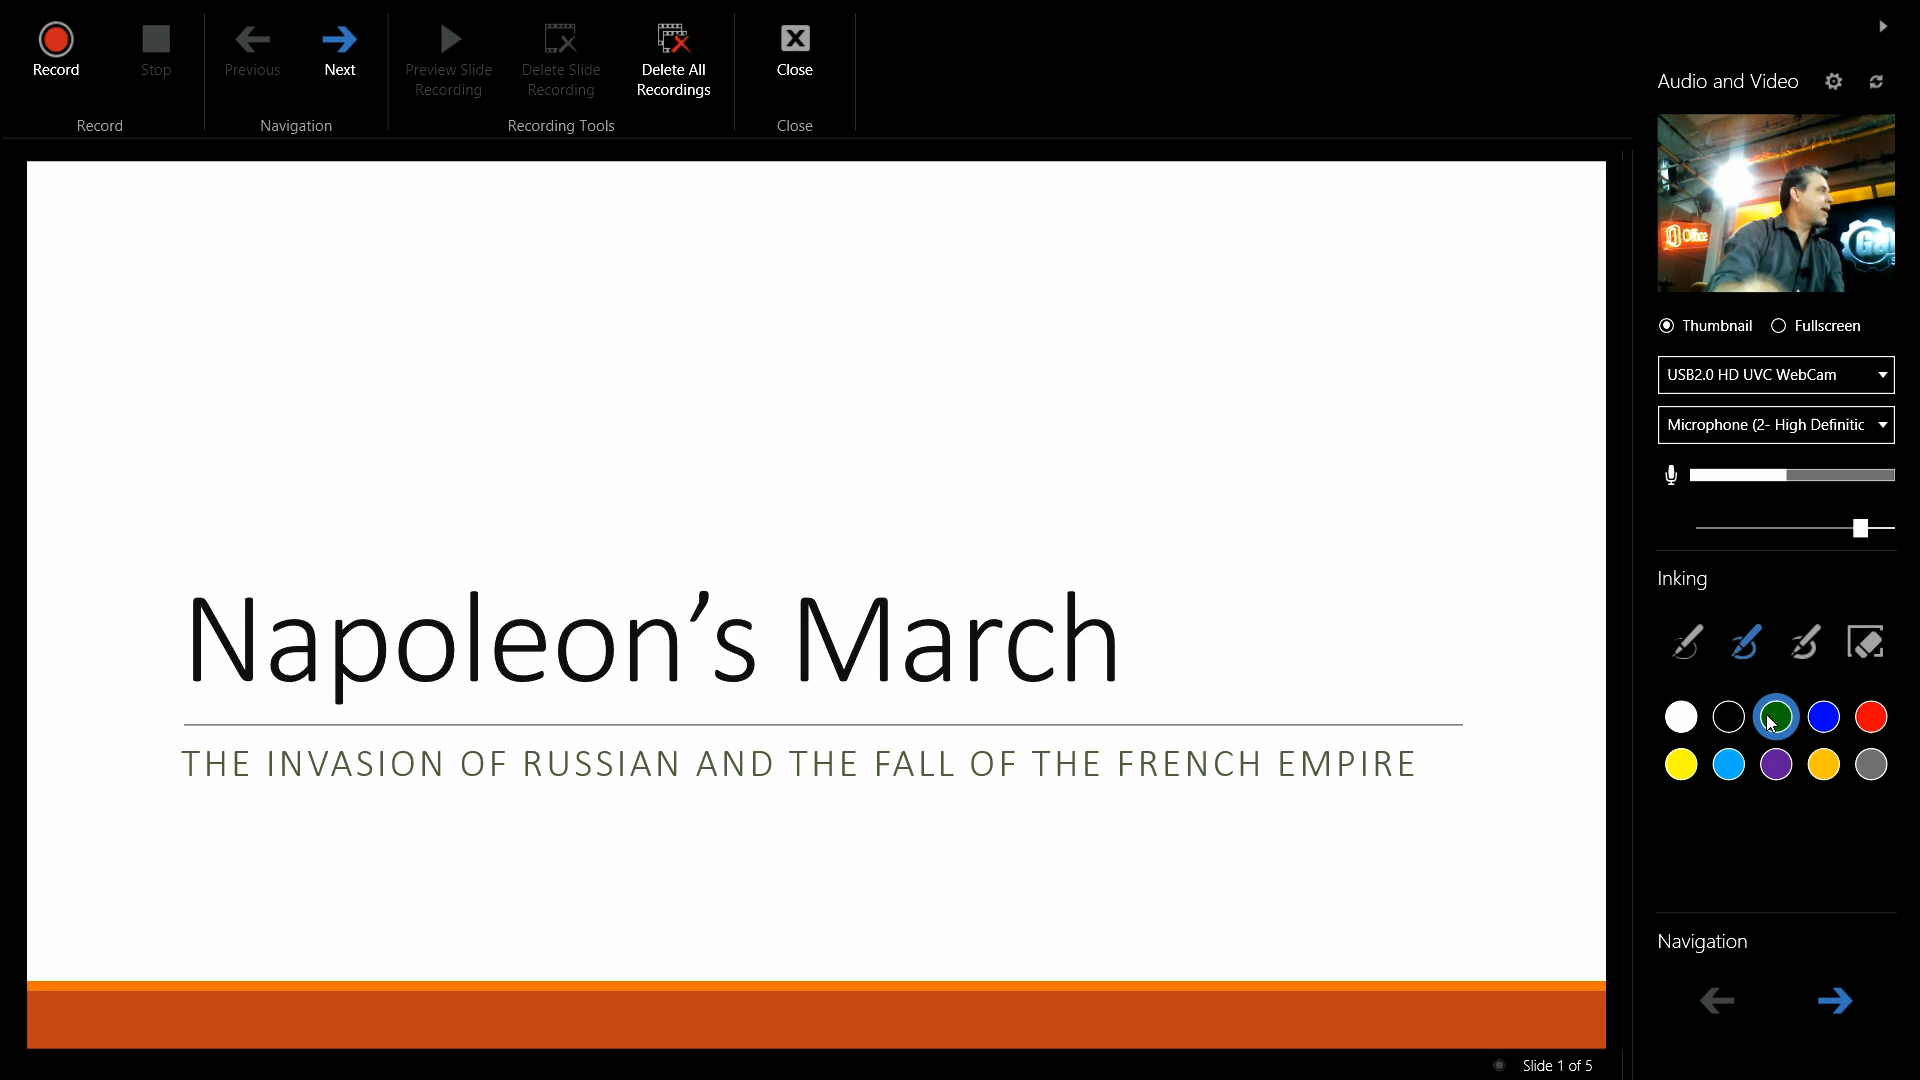 Record
Stop
Previous
Next
Preview Slide
Recording
Delete Slide
Recording
Delete All
Recordings
Close
Record
Navigation
Recording Tools
Close
Audio and Video
Office
Thumbnail
Fullscreen
USB2.0 HD UVC WebCam
Microphone (2- High Definitic
Inking
Napoleon’s March
THE INVASION OF RUSSIAN AND THE FALL OF THE FRENCH EMPIRE
Navigation
Slide 1 of 5